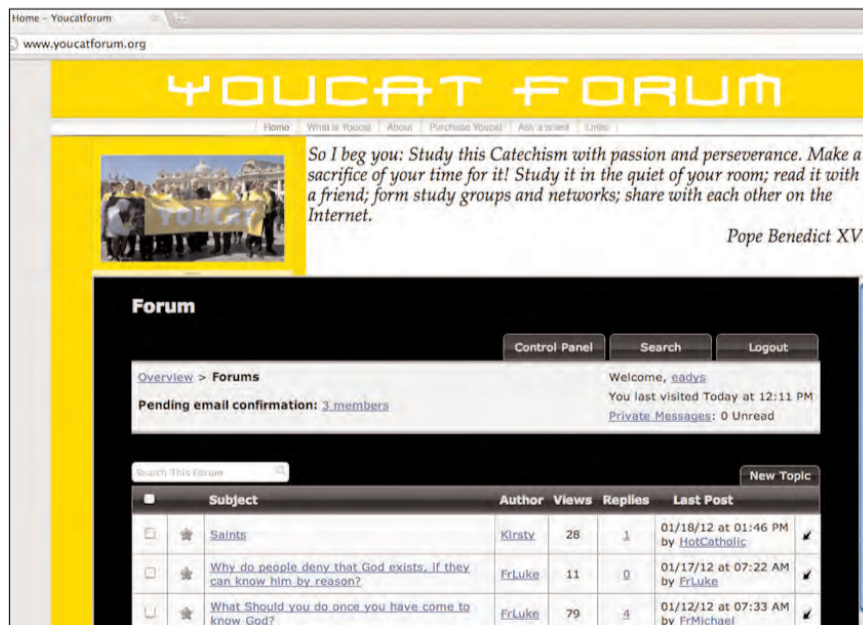 Home – Youcatforum
www.youcatforum.org
YOUCAT FORUM
Home What is Youcat About Purchase Youcat Ask a priest Links
So I beg you: Study this Catechism with passion and perseverance. Make a
sacrifice of your time for it! Study it in the quiet of your room; read it with
a friend; form study groups and networks; share with each other on the
Internet.
Pope Benedict XV
YOUCAT
Forum
Control Panel Search Logout
Overview > Forums
Pending email confirmation: 3 members
Welcome, eadys
You last visited Today at 12:11 PM
Private Messages: 0 Unread
Search This Forum
New Topic
Subject Author Views Replies Last Post
Saints Kirsty 28 1 01/18/12 at 01:46 PM
by HotCatholic
Why do people deny that God exists, if they
can know him by reason? FrLuke 11 0 01/17/12 at 07:22 AM
by FrLuke
What Should you do once you have come to
know God? FrLuke 79 4 01/12/12 at 07:33 AM
by FrMichael